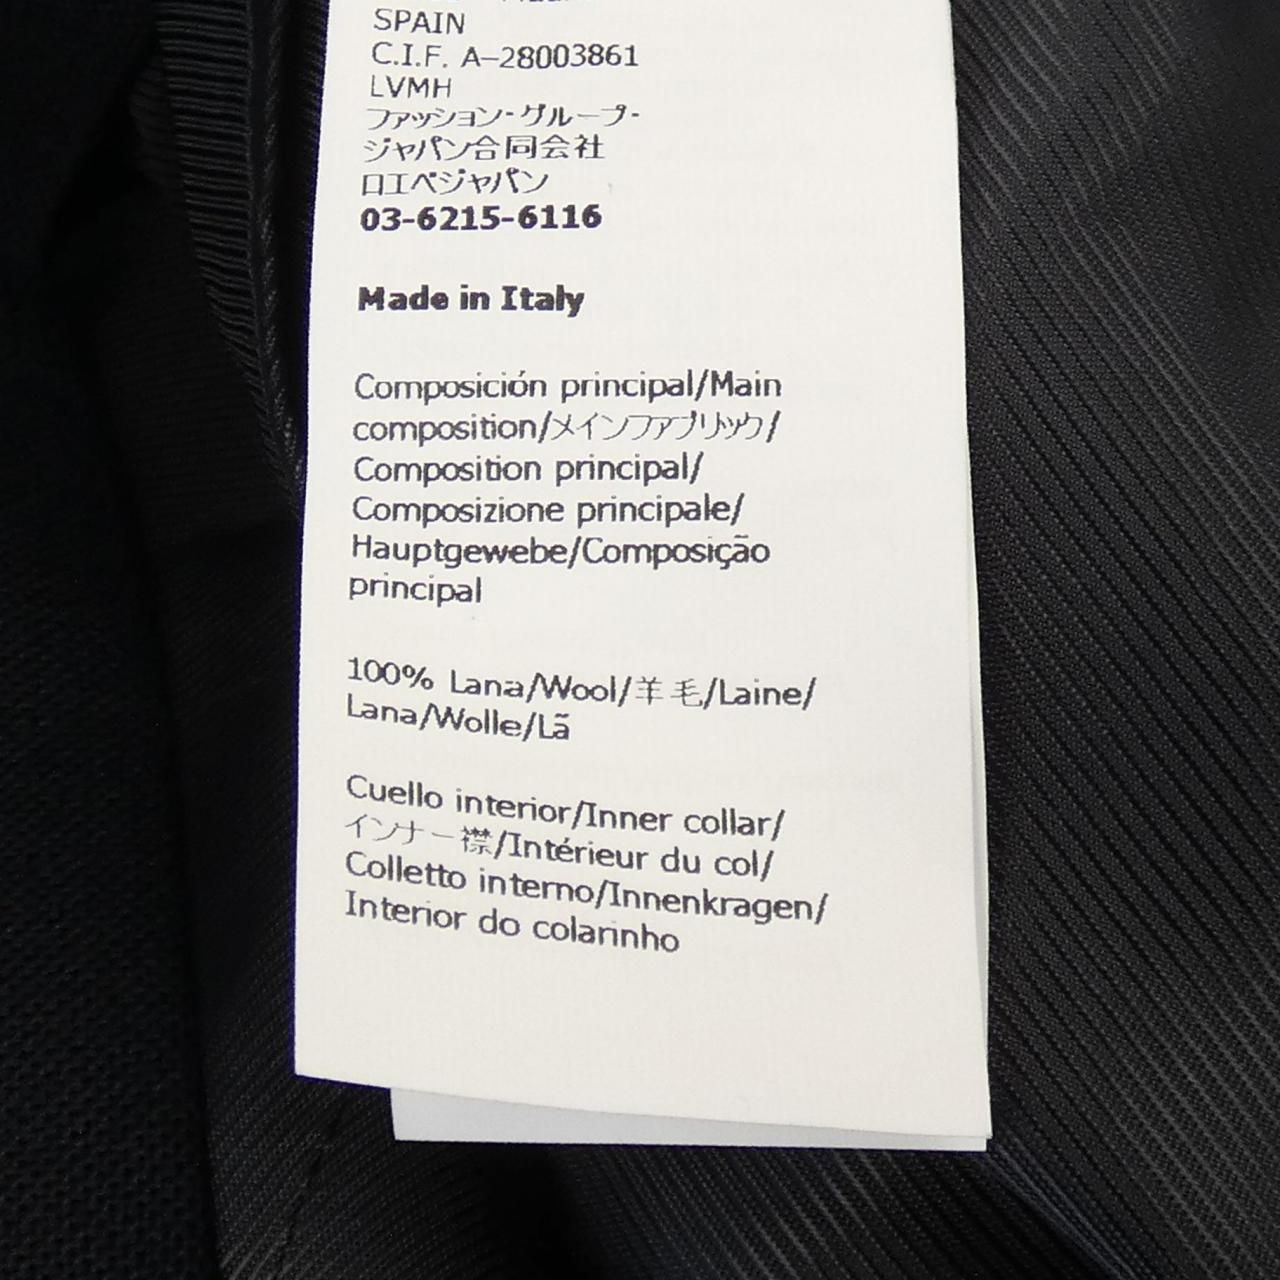 SPAIN
C.I.F. A-28003861
LVMH
ファッション・グループ・
ジャパン合同会社
ロエベジャパン
03-6215-6116
Made in Italy
Composición principal/Main
composition/メインファブリック/
Composition principal/
Composizione principale/
Hauptgewebe/Composição
principal
100% Lana/Wool/羊毛/Laine/
Lana/Wolle/Lã
Cuello interior/Inner collar/
インナー襟/Intérieur du col/
Colletto interno/Innenkragen/
Interior do colarinho